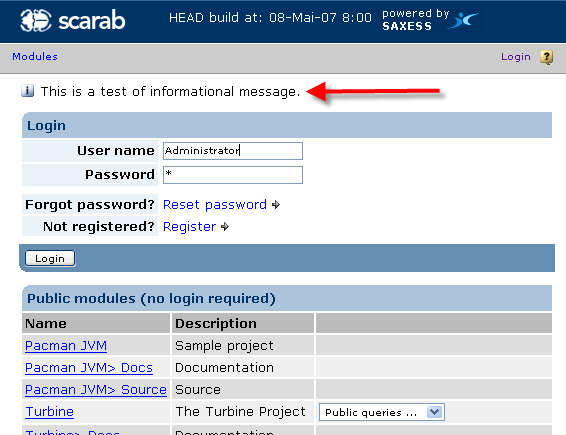 scarab HEAD build at: 08-Mai-07 8:00 powered by SAXESS
Modules Login ?
This is a test of informational message.
Login
User name Administrator
Password *
Forgot password? Reset password
Not registered? Register
Login
Public modules (no login required)
Name Description
Pacman JVM Sample project
Pacman JVM> Docs Documentation
Pacman JVM> Source Source
Turbine The Turbine Project Public queries ...
Turbine> Docs Documentation